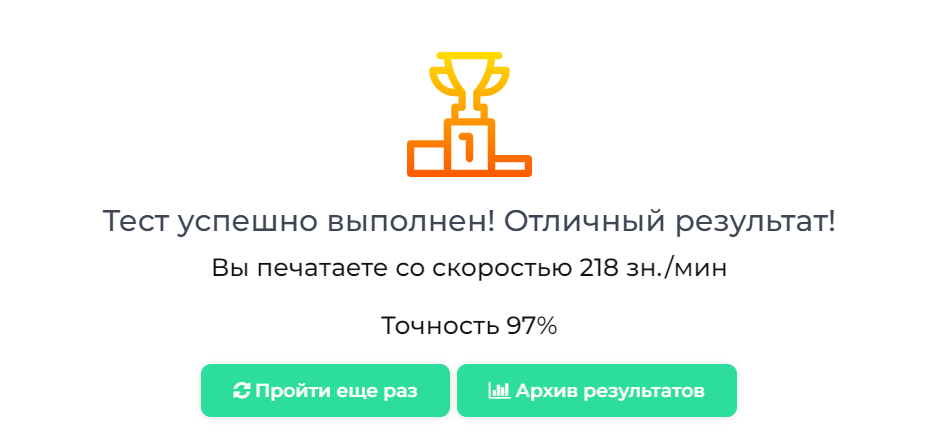 1
Тест успешно выполнен! Отличный результат!
Вы печатаете со скоростью 218 зн./мин
Точность 97%
Пройти еще раз
Архив результатов